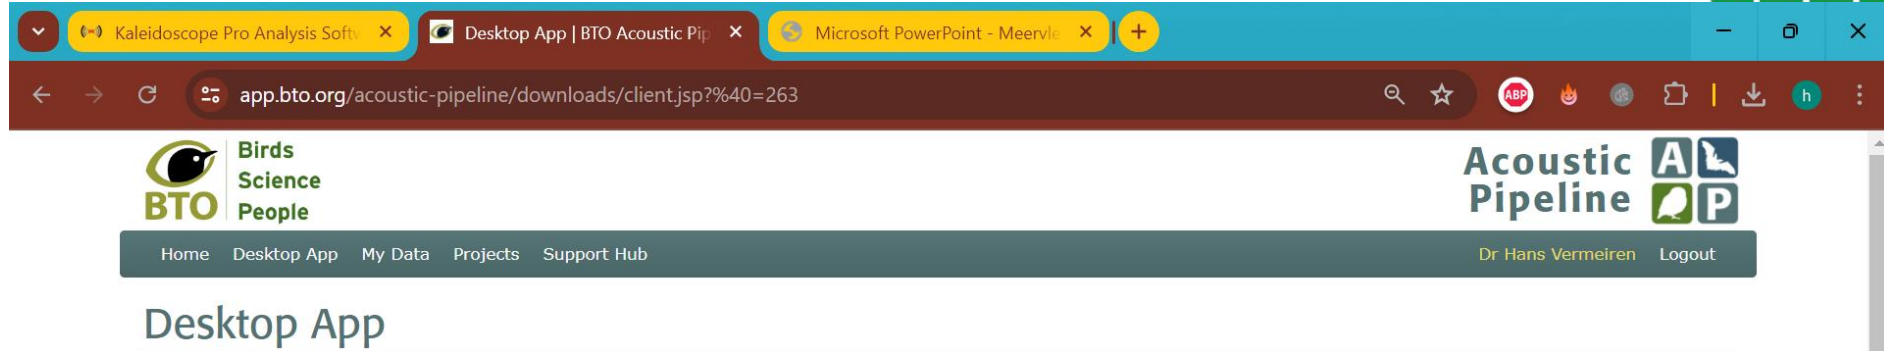 Kaleidoscope Pro Analysis Softw
Desktop App | BTO Acoustic Pip
Microsoft PowerPoint - Meervle
app.bto.org/acoustic-pipeline/downloads/client.jsp?%40=263
ABP
h
Birds
Science
People
BTO
Acoustic
Pipeline
A
P
Home Desktop App My Data Projects Support Hub
Dr Hans Vermeiren Logout
Desktop App